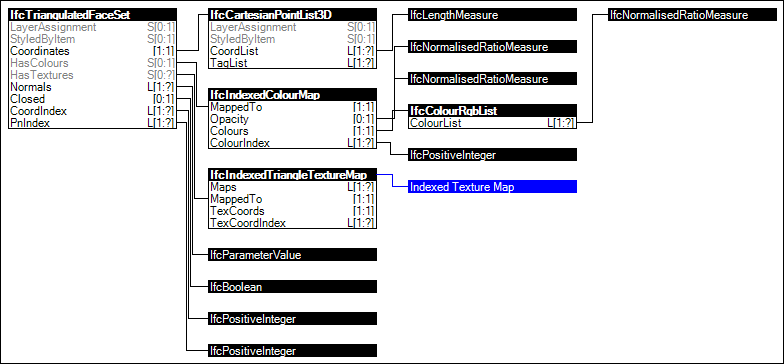 IfcTriangulatedFaceSet
LayerAssignment S[0:1]
StyledByItem S[0:1]
Coordinates [1:1]
HasColours S[0:1]
HasTextures S[0:?]
Normals L[1:?]
Closed [0:1]
CoordIndex L[1:?]
PnIndex L[1:?]
IfcCartesianPointList3D
LayerAssignment S[0:1]
StyledByItem S[0:1]
CoordList L[1:?]
TagList L[1:?]
IfcIndexedColourMap
MappedTo [1:1]
Opacity [0:1]
Colours [1:1]
ColourIndex L[1:?]
IfcIndexedTriangleTextureMap
Maps L[1:?]
MappedTo [1:1]
TexCoords [1:1]
TexCoordIndex L[1:?]
IfcParameterValue
IfcBoolean
IfcPositiveInteger
IfcPositiveInteger
IfcLengthMeasure
IfcNormalisedRatioMeasure
IfcNormalisedRatioMeasure
IfcColourRgbList
ColourList L[1:?]
IfcPositiveInteger
Indexed Texture Map
IfcNormalisedRatioMeasure